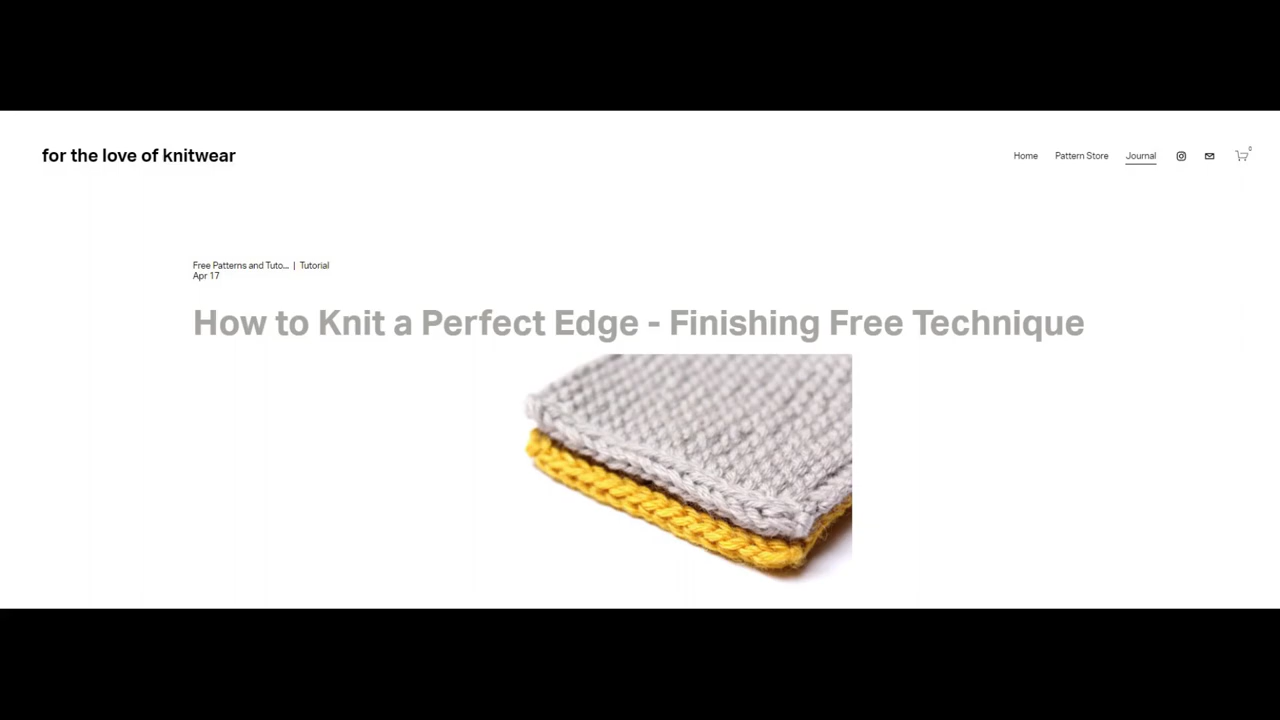 for the love of knitwear
Home Pattern Store Journal 0
Free Patterns and Tuto... | Tutorial
Apr 17
How to Knit a Perfect Edge - Finishing Free Technique